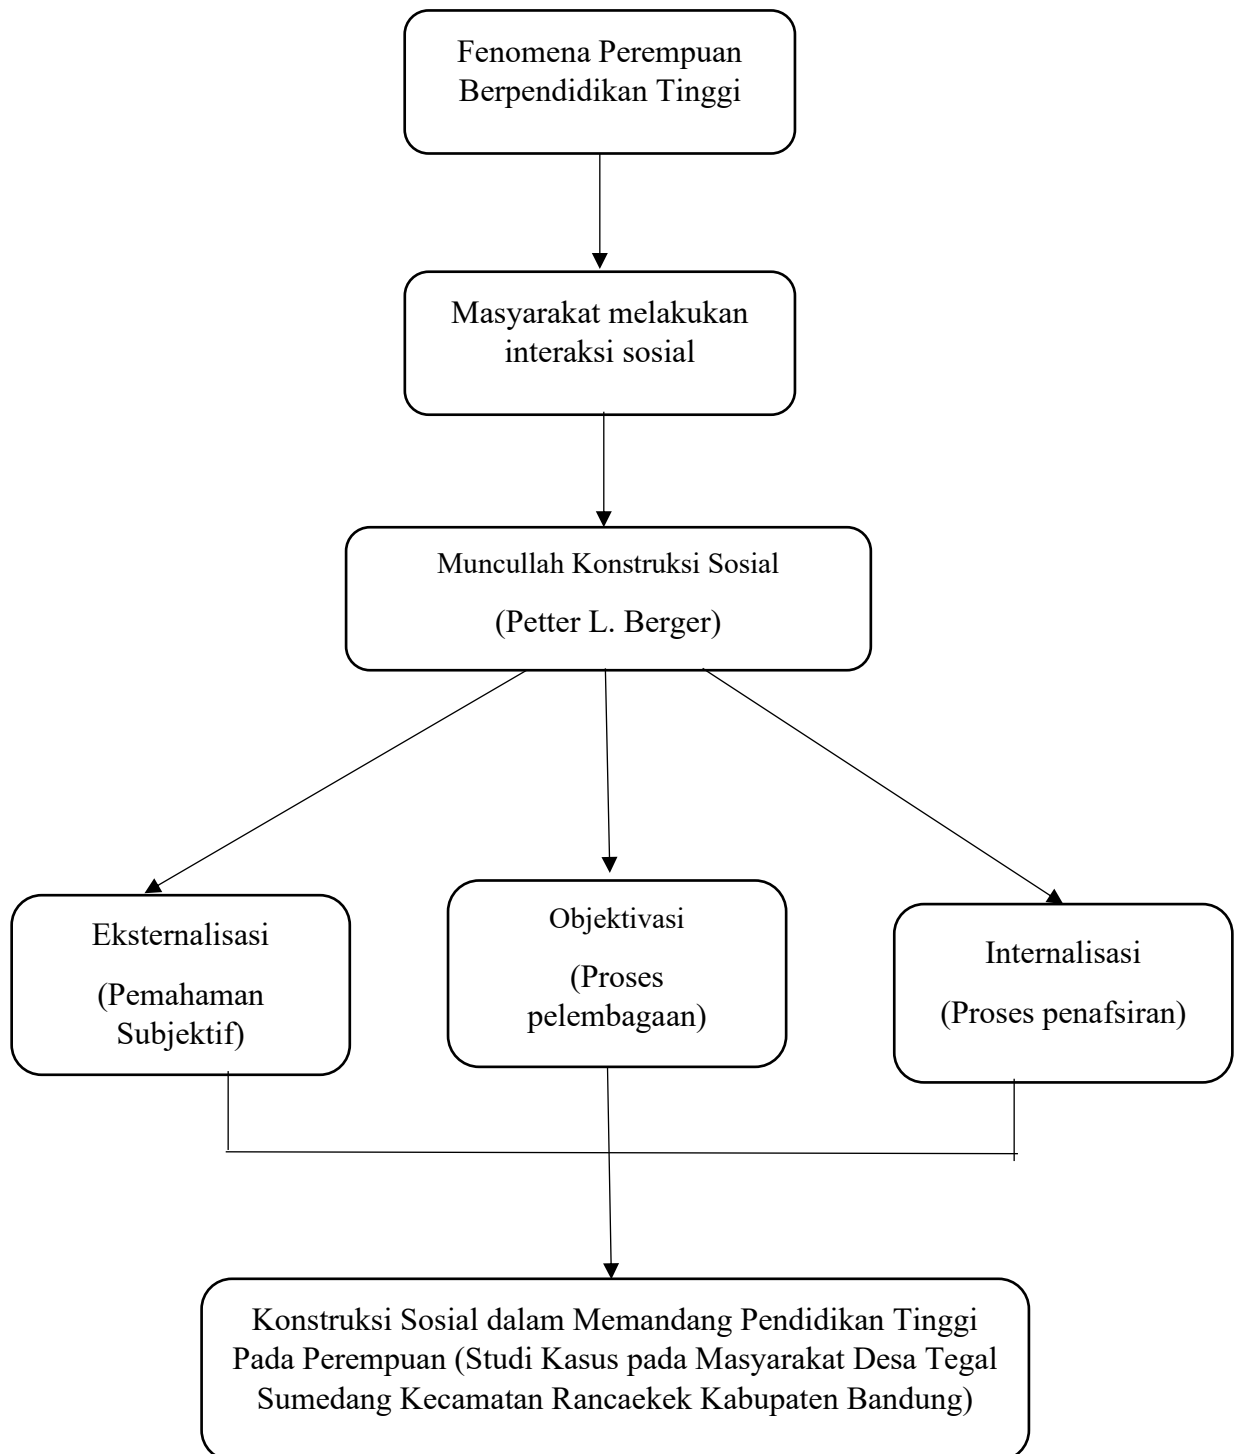 Fenomena Perempuan
Berpendidikan Tinggi
Masyarakat melakukan
interaksi sosial
Muncullah Konstruksi Sosial
(Petter L. Berger)
Eksternalisasi
(Pemahaman
Subjektif)
Objektivasi
(Proses
pelembagaan)
Internalisasi
(Proses penafsiran)
Konstruksi Sosial dalam Memandang Pendidikan Tinggi
Pada Perempuan (Studi Kasus pada Masyarakat Desa Tegal
Sumedang Kecamatan Rancaekek Kabupaten Bandung)